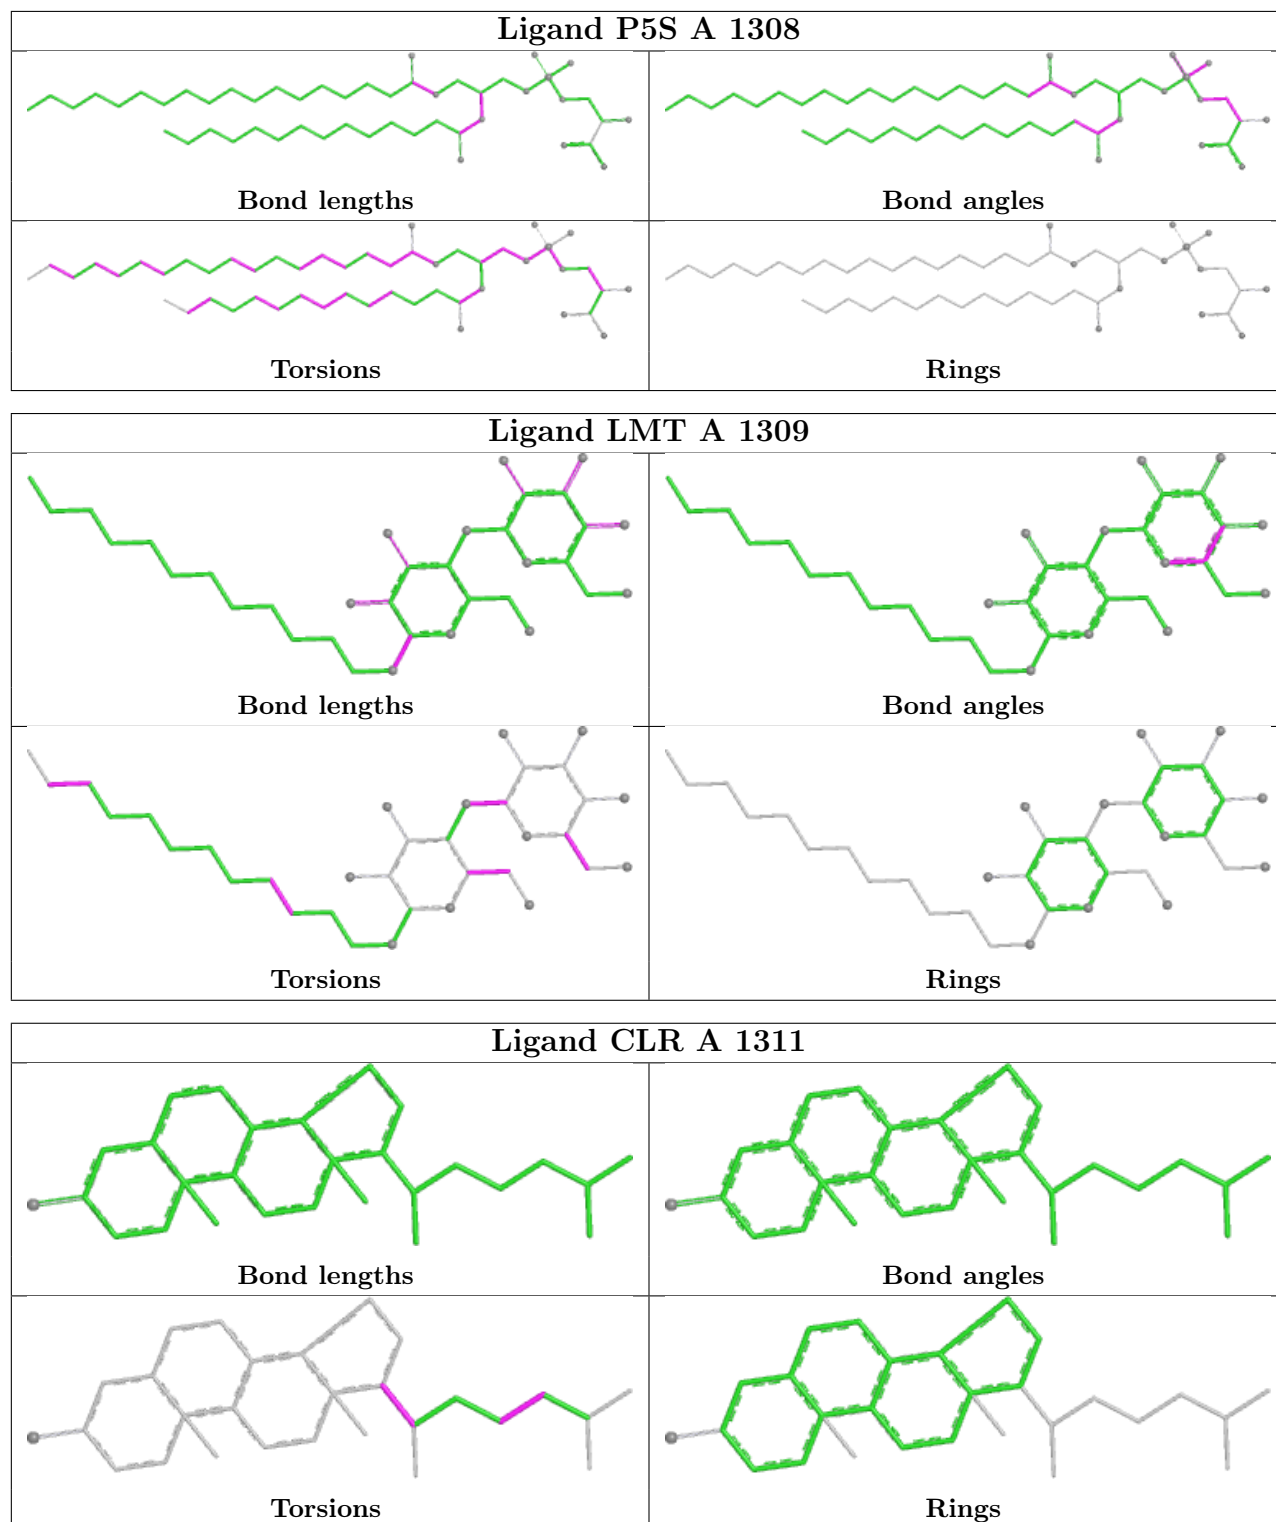 Ligand P5S A 1308
Bond lengths
Bond angles
Torsions
Rings
Ligand LMT A 1309
Bond lengths
Bond angles
Torsions
Rings
Ligand CLR A 1311
Bond lengths
Bond angles
Torsions
Rings